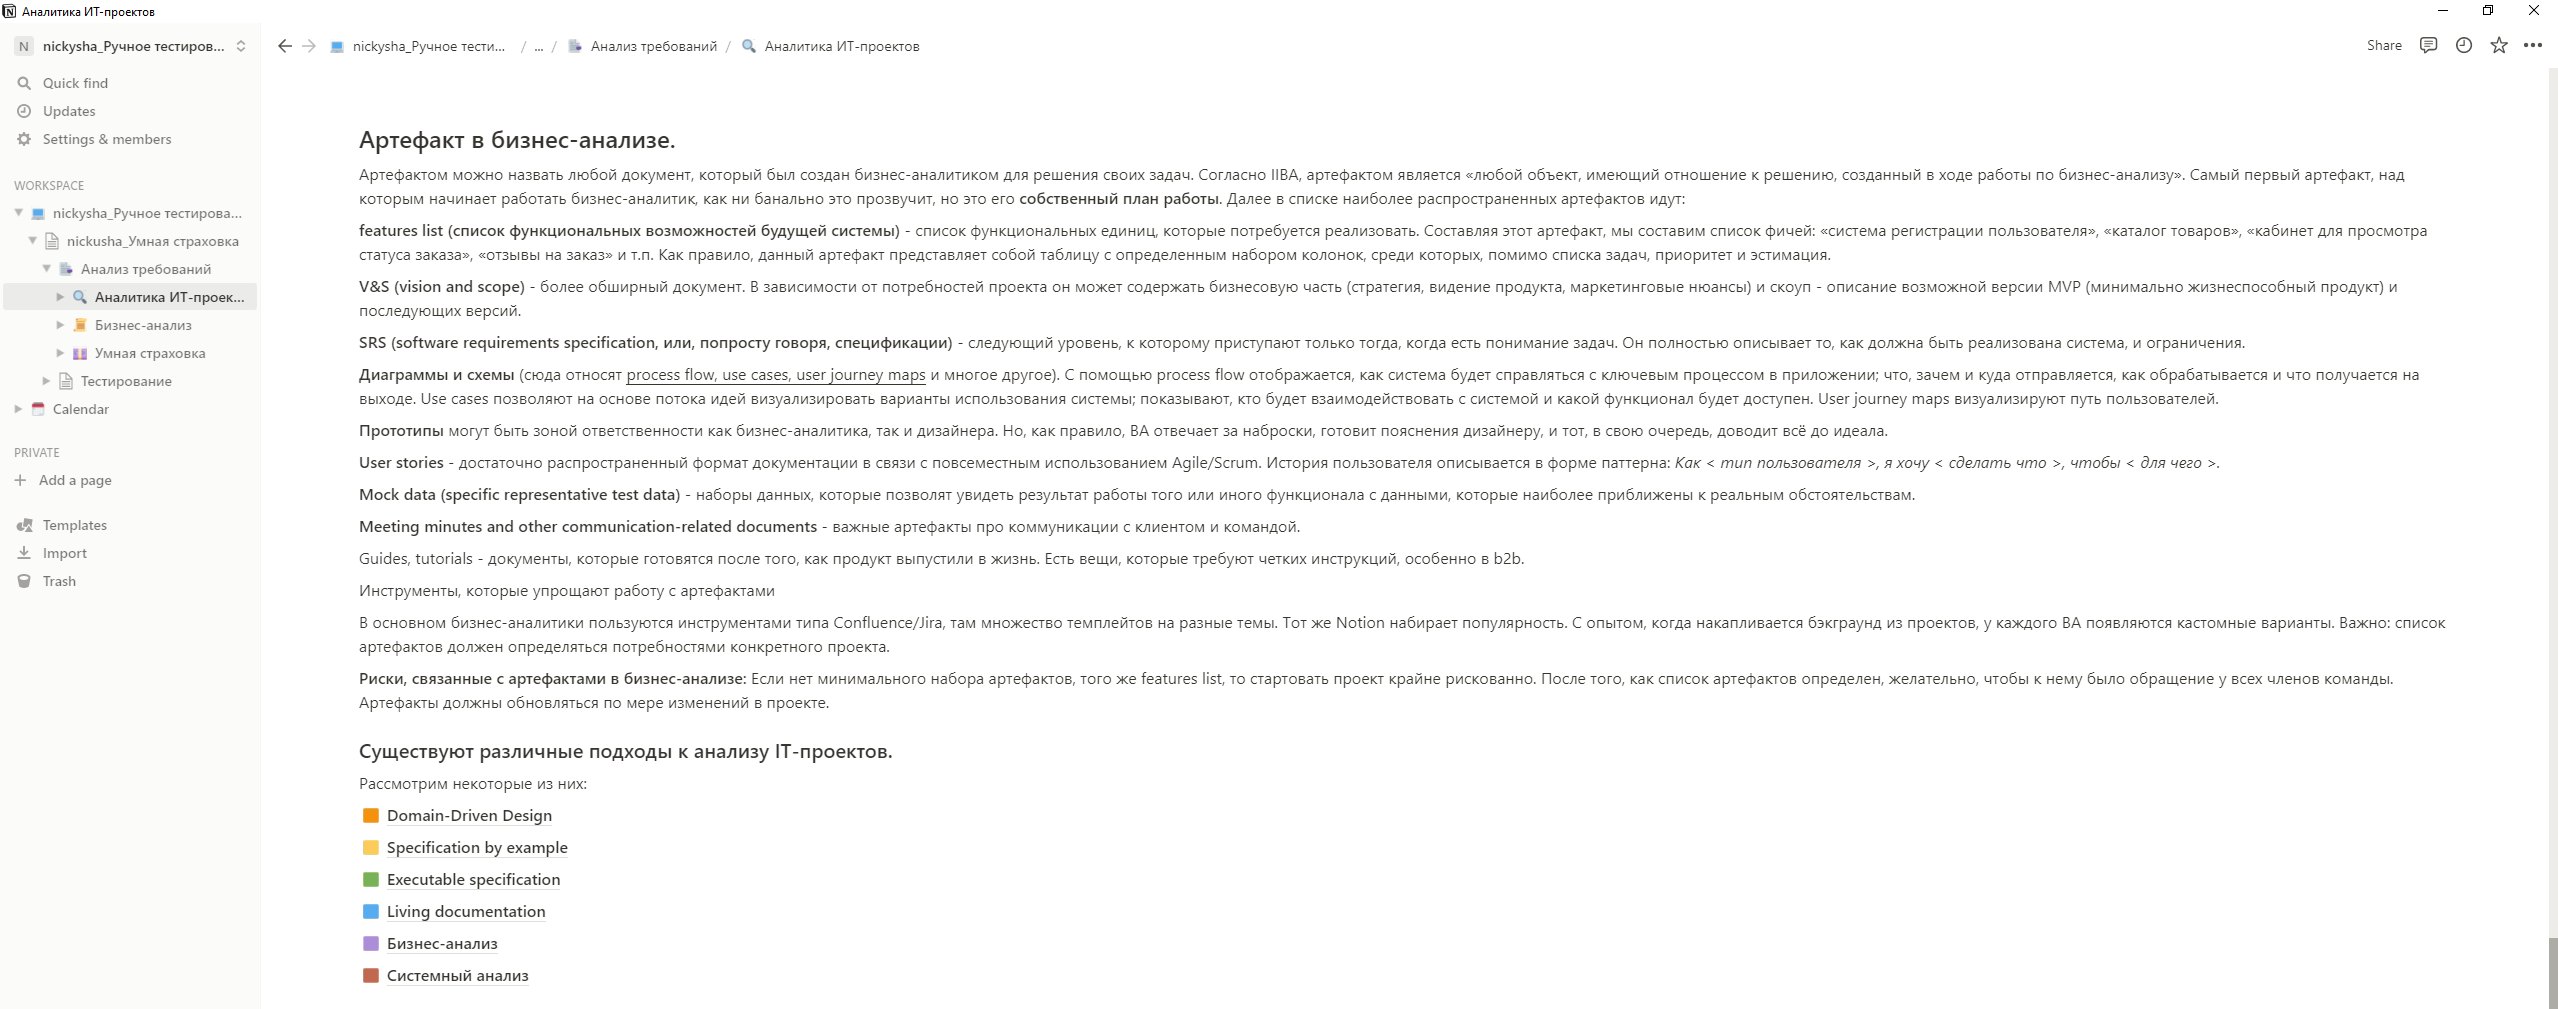 Аналитика ИТ-проектов
N nickysha_Ручное тестиров...
Quick find
Updates
Settings & members
WORKSPACE
nickysha_Ручное тестирова...
nickusha_Умная страховка
Анализ требований
Аналитика ИТ-проек...
Бизнес-анализ
Умная страховка
Тестирование
Calendar
PRIVATE
Add a page
Templates
Import
Trash
nickysha_Ручное тести... / ... / Анализ требований / Аналитика ИТ-проектов
Share
Артефакт в бизнес-анализе.
Артефактом можно назвать любой документ, который был создан бизнес-аналитиком для решения своих задач. Согласно IIBA, артефактом является «любой объект, имеющий отношение к решению, созданный в ходе работы по бизнес-анализу». Самый первый артефакт, над
которым начинает работать бизнес-аналитик, как ни банально это прозвучит, но это его собственный план работы. Далее в списке наиболее распространенных артефактов идут:
features list (список функциональных возможностей будущей системы) - список функциональных единиц, которые потребуется реализовать. Составляя этот артефакт, мы составим список фичей: «система регистрации пользователя», «каталог товаров», «кабинет для просмотра
статуса заказа», «отзывы на заказ» и т.п. Как правило, данный артефакт представляет собой таблицу с определенным набором колонок, среди которых, помимо списка задач, приоритет и эстимация.
V&S (vision and scope) - более обширный документ. В зависимости от потребностей проекта он может содержать бизнесовую часть (стратегия, видение продукта, маркетинговые нюансы) и скоуп - описание возможной версии MVP (минимально жизнеспособный продукт) и
последующих версий.
SRS (software requirements specification, или, попросту говоря, спецификации) - следующий уровень, к которому приступают только тогда, когда есть понимание задач. Он полностью описывает то, как должна быть реализована система, и ограничения.
Диаграммы и схемы (сюда относят process flow, use cases, user journey maps и многое другое). С помощью process flow отображается, как система будет справляться с ключевым процессом в приложении; что, зачем и куда отправляется, как обрабатывается и что получается на
выходе. Use cases позволяют на основе потока идей визуализировать варианты использования системы; показывают, кто будет взаимодействовать с системой и какой функционал будет доступен. User journey maps визуализируют путь пользователей.
Прототипы могут быть зоной ответственности как бизнес-аналитика, так и дизайнера. Но, как правило, BA отвечает за наброски, готовит пояснения дизайнеру, и тот, в свою очередь, доводит всё до идеала.
User stories - достаточно распространенный формат документации в связи с повсеместным использованием Agile/Scrum. История пользователя описывается в форме паттерна: Как < тип пользователя >, я хочу < сделать что >, чтобы < для чего >.
Mock data (specific representative test data) - наборы данных, которые позволят увидеть результат работы того или иного функционала с данными, которые наиболее приближены к реальным обстоятельствам.
Meeting minutes and other communication-related documents - важные артефакты про коммуникации с клиентом и командой.
Guides, tutorials - документы, которые готовятся после того, как продукт выпустили в жизнь. Есть вещи, которые требуют четких инструкций, особенно в b2b.
Инструменты, которые упрощают работу с артефактами
В основном бизнес-аналитики пользуются инструментами типа Confluence/Jira, там множество темплейтов на разные темы. Тот же Notion набирает популярность. С опытом, когда накапливается бэкграунд из проектов, у каждого BA появляются кастомные варианты. Важно: список
артефактов должен определяться потребностями конкретного проекта.
Риски, связанные с артефактами в бизнес-анализе: Если нет минимального набора артефактов, того же features list, то стартовать проект крайне рискованно. После того, как список артефактов определен, желательно, чтобы к нему было обращение у всех членов команды.
Артефакты должны обновляться по мере изменений в проекте.
Существуют различные подходы к анализу IT-проектов.
Рассмотрим некоторые из них:
Domain-Driven Design
Specification by example
Executable specification
Living documentation
Бизнес-анализ
Системный анализ